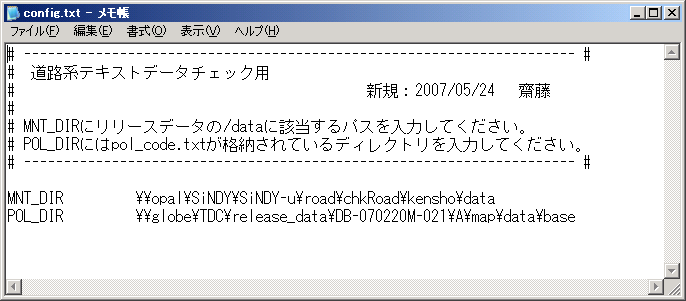 config.txt - メモ帳
ファイル(F) 編集(E) 書式(O) 表示(V) ヘルプ(H)
# ---------------------------------------------------------------- #
# 道路系テキストデータチェック用
# 新規：2007/05/24 齋藤
#
# MNT_DIRにリリースデータの/dataに該当するパスを入力してください。
# POL_DIRにはpol_code.txtが格納されているディレクトリを入力してください。
# ---------------------------------------------------------------- #
MNT_DIR ¥¥opal¥SiNDY¥SiNDY-u¥road¥chkRoad¥kensho¥data
POL_DIR ¥¥globe¥TDC¥release_data¥DB-070220M-021¥A¥map¥data¥base